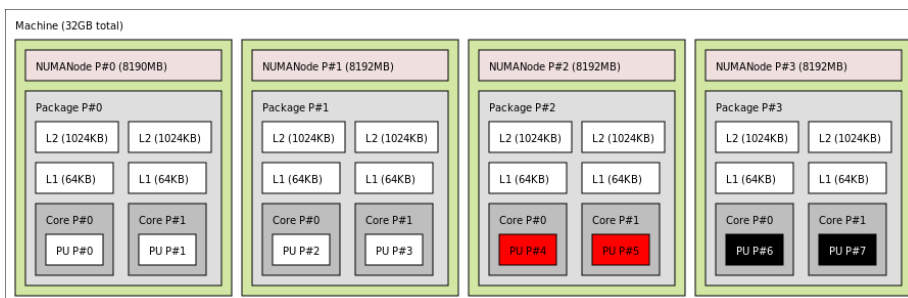 Machine (32GB total)
NUMANode P#0 (8190MB)
Package P#0
L2 (1024KB) L2 (1024KB)
L1 (64KB) L1 (64KB)
Core P#0 Core P#1
PU P#0 PU P#1
NUMANode P#1 (8192MB)
Package P#1
L2 (1024KB) L2 (1024KB)
L1 (64KB) L1 (64KB)
Core P#0 Core P#1
PU P#2 PU P#3
NUMANode P#2 (8192MB)
Package P#2
L2 (1024KB) L2 (1024KB)
L1 (64KB) L1 (64KB)
Core P#0 Core P#1
PU P#4 PU P#5
NUMANode P#3 (8192MB)
Package P#3
L2 (1024KB) L2 (1024KB)
L1 (64KB) L1 (64KB)
Core P#0 Core P#1
PU P#6 PU P#7